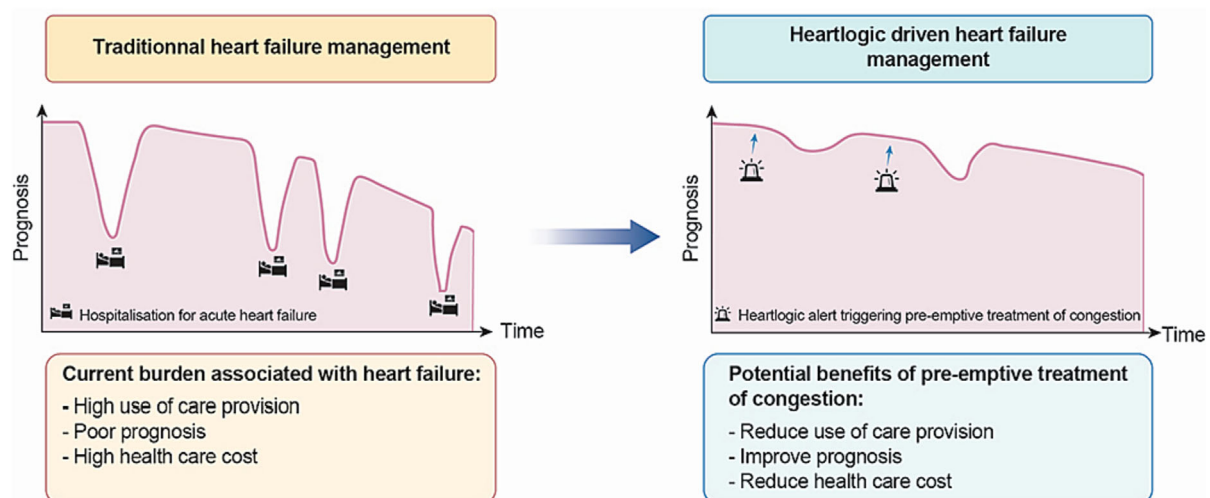 Traditionnal heart failure management
Heartlogic driven heart failure
management
Prognosis
Hospitalisation for acute heart failure
Time
Prognosis
Heartlogic alert triggering pre-emptive treatment of congestion
Time
Current burden associated with heart failure:
- High use of care provision
- Poor prognosis
- High health care cost
Potential benefits of pre-emptive treatment
of congestion:
- Reduce use of care provision
- Improve prognosis
- Reduce health care cost